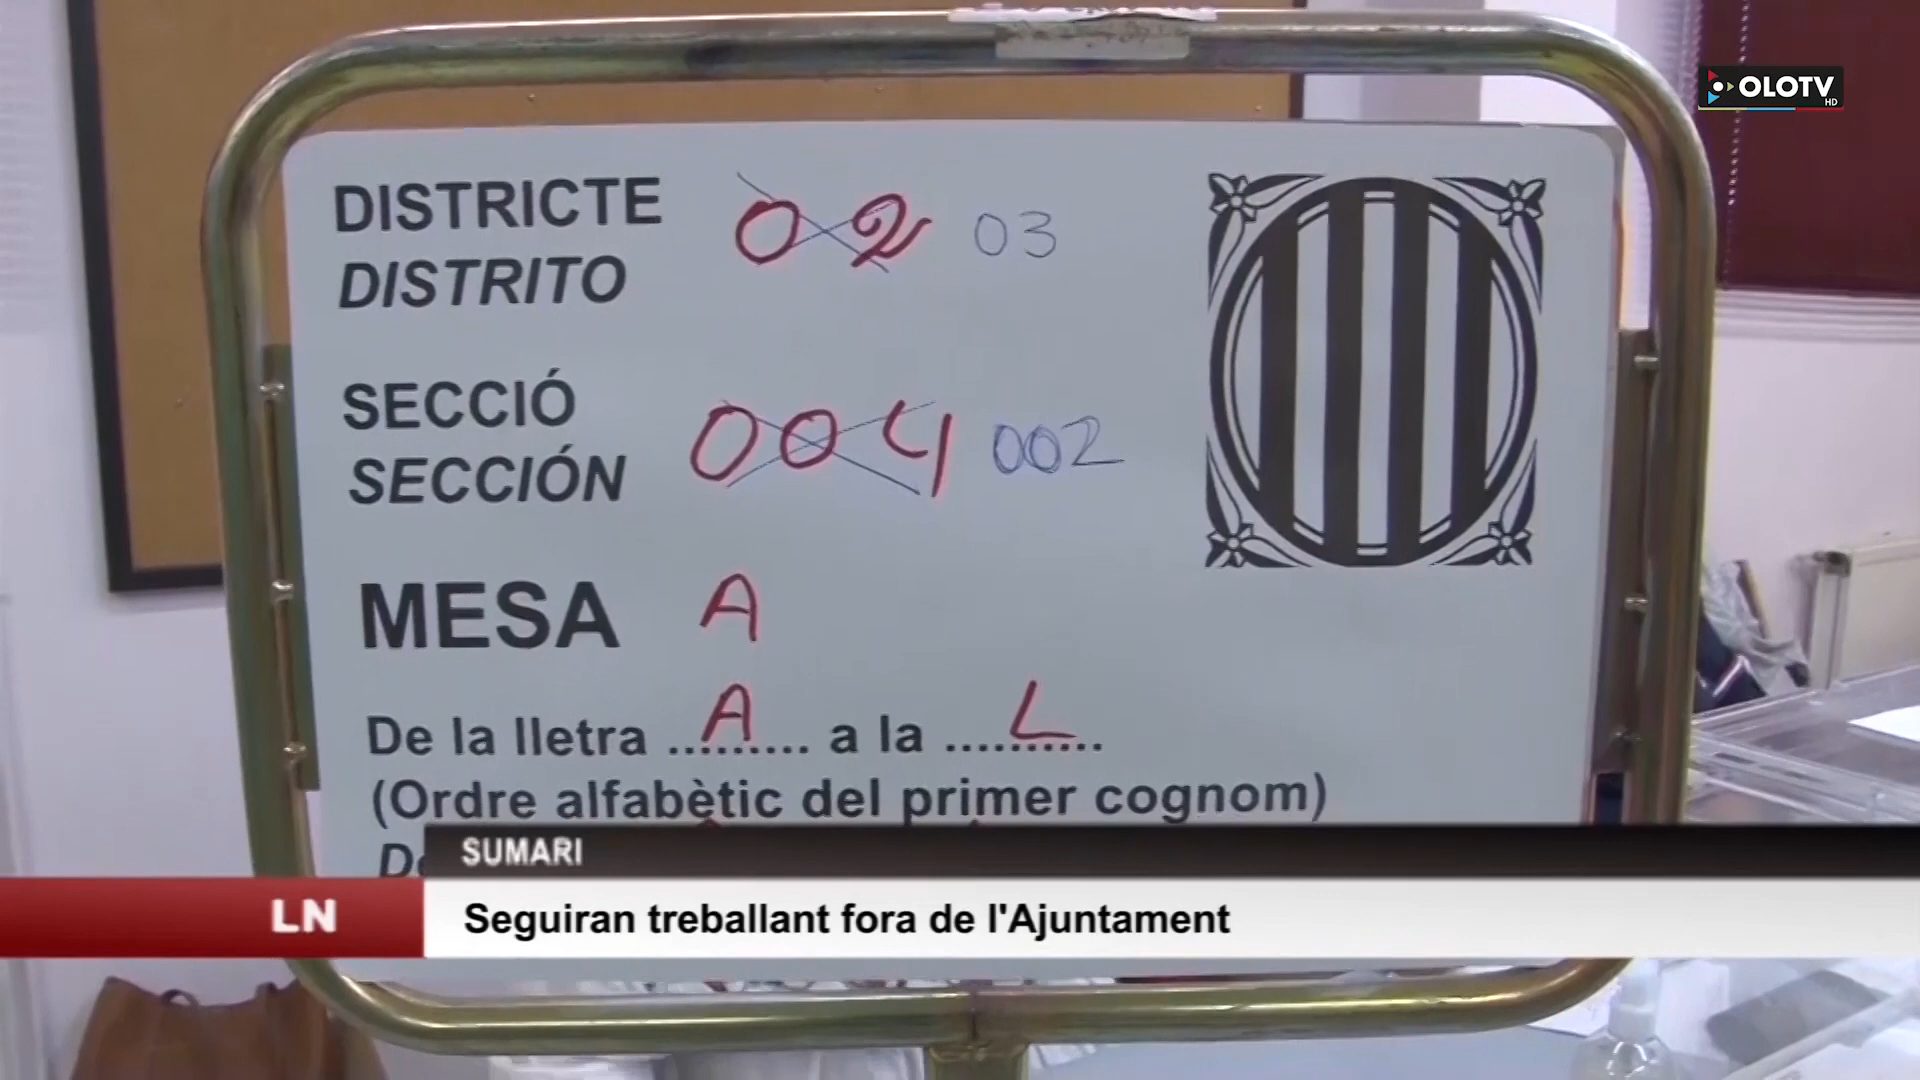 OLOTV
HD
DISTRICTE 02 03
DISTRITO
SECCIÓ 004 002
SECCIÓN
MESA A
De la lletra A a la L
(Ordre alfabètic del primer cognom)
SUMARI
LN
Seguiran treballant fora de l'Ajuntament